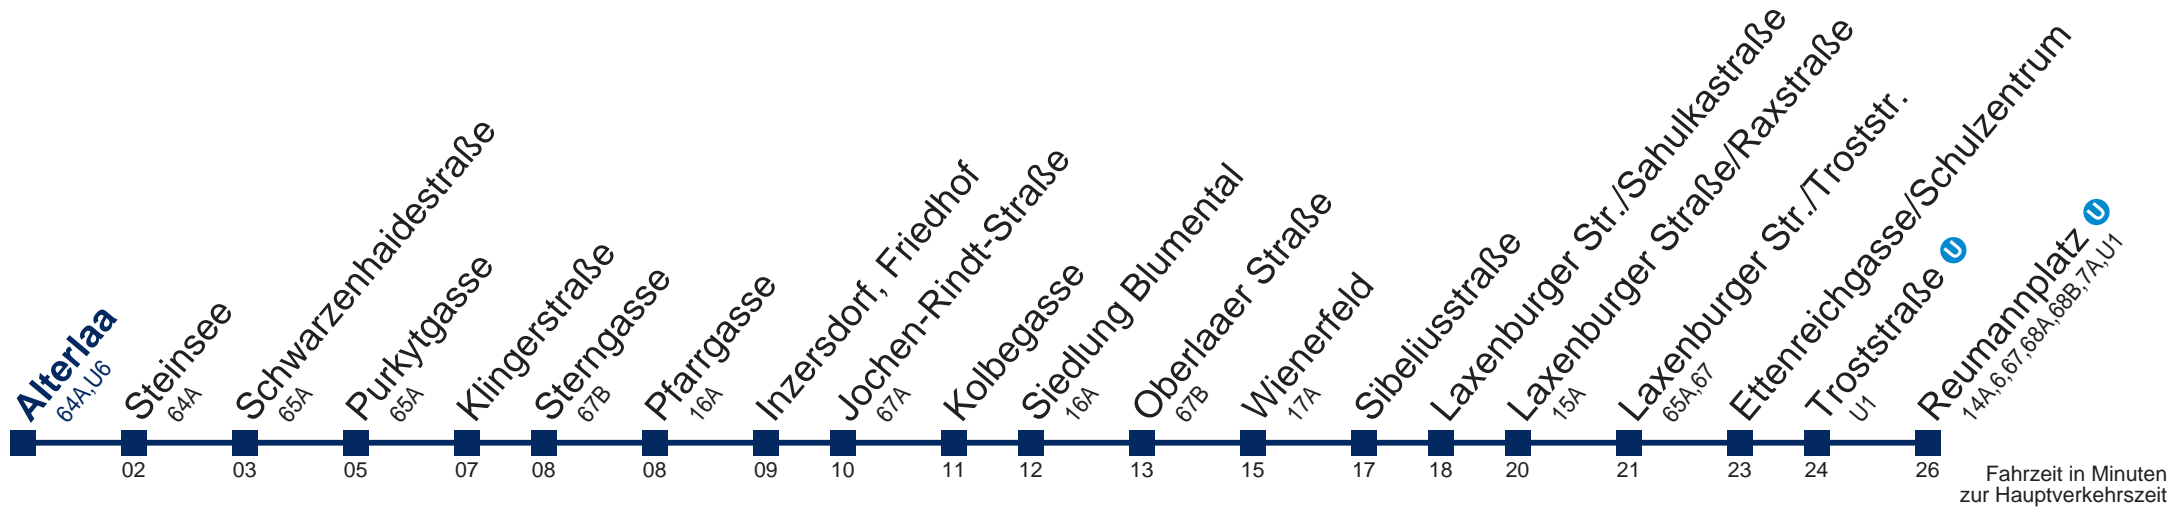 Alterlaa
64A,U6
Steinsee
64A
02
Schwarzenhaidestraße
65A
03
Purkytgasse
65A
05
Klingerstraße
07
Sterngasse
67B
08
Pfarrgasse
16A
08
Inzersdorf, Friedhof
09
Jochen-Rindt-Straße
67A
10
Kolbegasse
11
Siedlung Blumental
16A
12
Oberlaaer Straße
67B
13
Wienerfeld
17A
15
Sibeliusstraße
17
Laxenburger Str./Sahulkastraße
18
Laxenburger Straße/Raxstraße
15A
20
Laxenburger Str./Troststr.
65A,67
21
Ettenreichgasse/Schulzentrum
23
Troststraße U
U1
24
Reumannplatz U
14A,6,67,68A,68B,7A,U1
26
Fahrzeit in Minuten
zur Hauptverkehrszeit